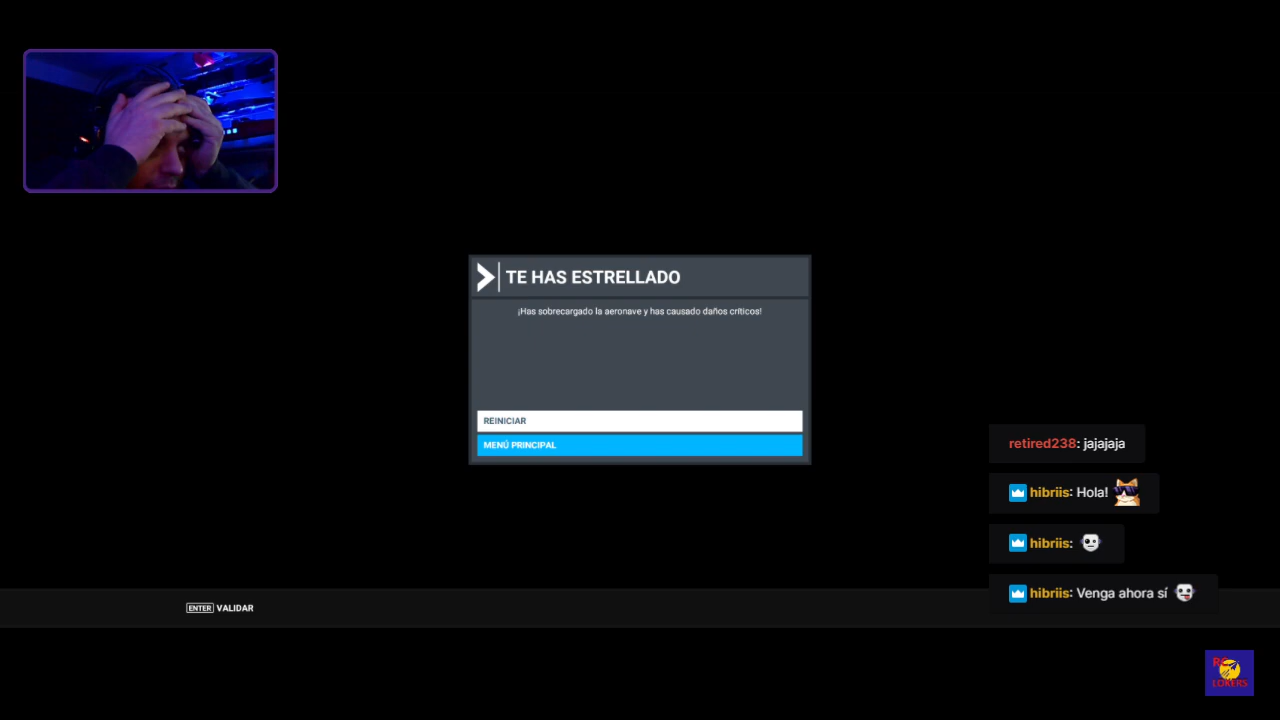 TE HAS ESTRELLADO
¡Has sobrecargado la aeronave y has causado daños críticos!
REINICIAR
MENÚ PRINCIPAL
retired238: jajajaja
hibriis: Hola!
hibriis:
hibriis: Venga ahora sí
ENTER VALIDAR
LOKERS